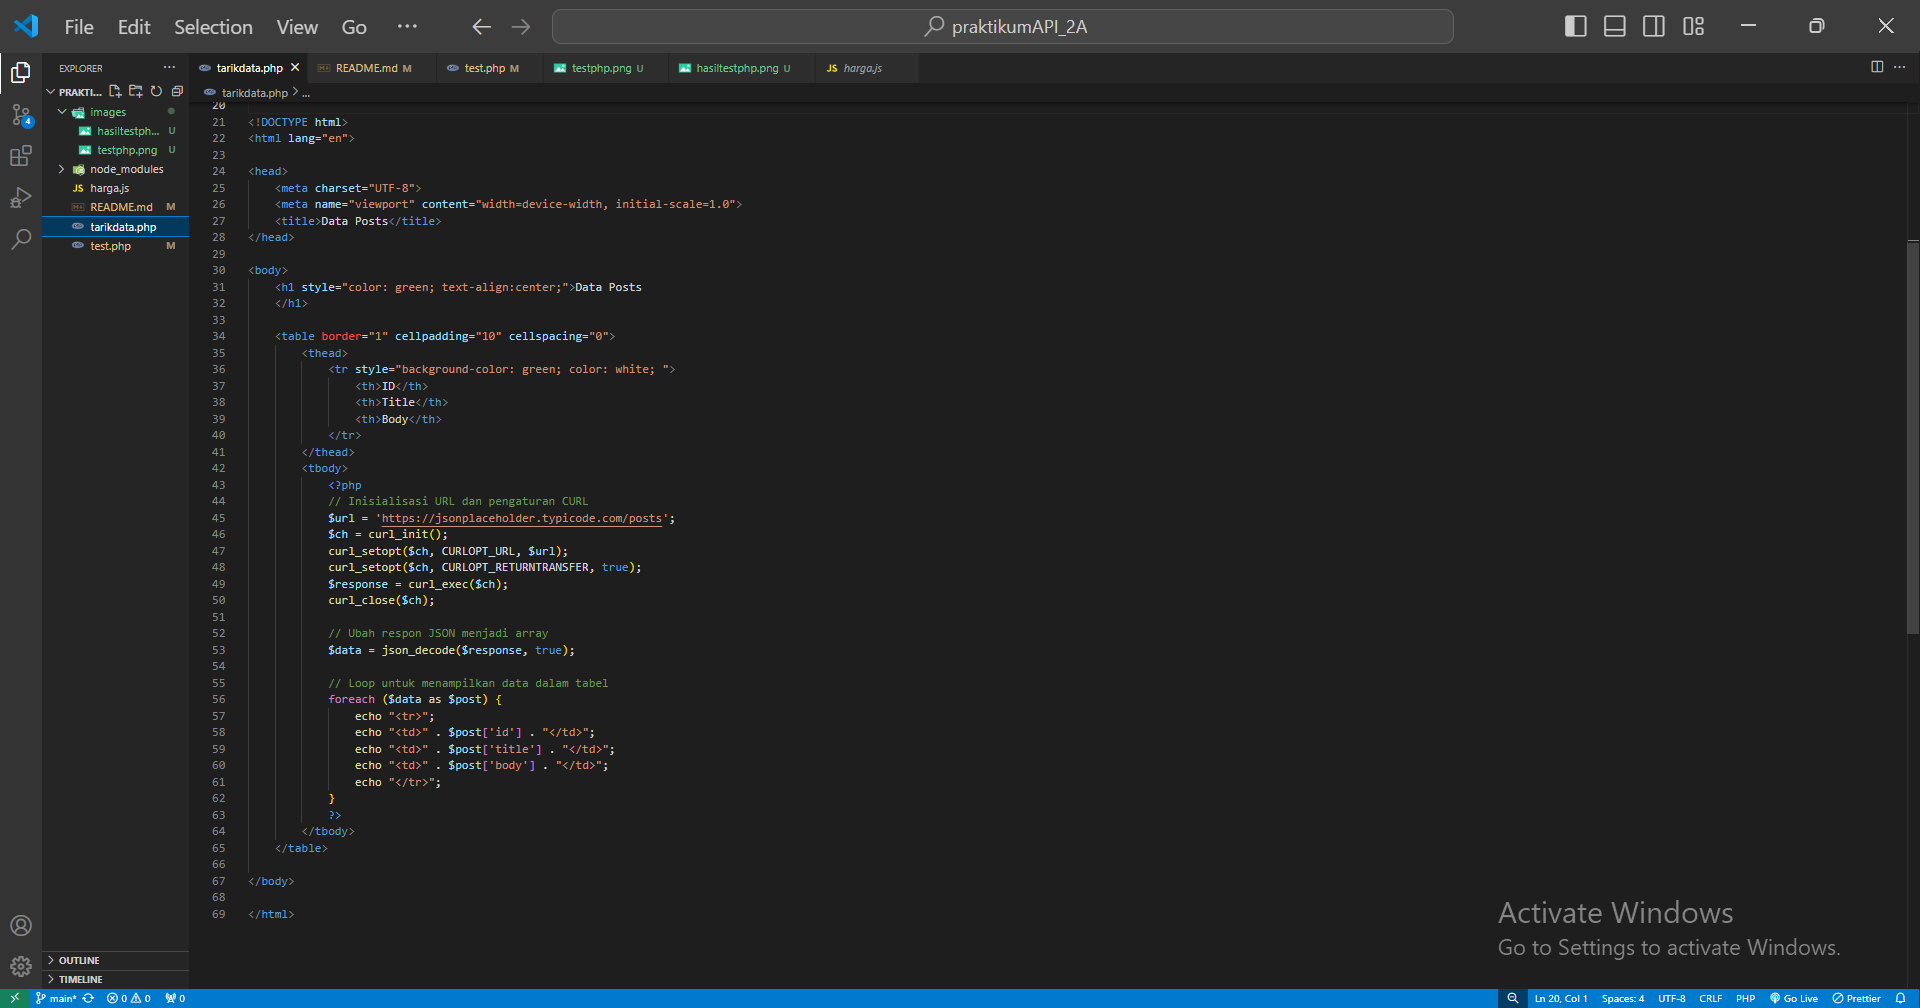 File Edit Selection View Go ··· praktikumAPI_2A
EXPLORER ···
PRAKTI...
images
hasiltestph... U
testphp.png U
node_modules
JS harga.js
README.md M
tarikdata.php
test.php M
OUTLINE
TIMELINE
tarikdata.php README.md M test.php M testphp.png U hasiltestphp.png U JS harga.js
tarikdata.php > ...
20
21 <!DOCTYPE html>
22 <html lang="en">
23
24 <head>
25 <meta charset="UTF-8">
26 <meta name="viewport" content="width=device-width, initial-scale=1.0">
27 <title>Data Posts</title>
28 </head>
29
30 <body>
31 <h1 style="color: green; text-align:center;">Data Posts
32 </h1>
33
34 <table border="1" cellpadding="10" cellspacing="0">
35 <thead>
36 <tr style="background-color: green; color: white; ">
37 <th>ID</th>
38 <th>Title</th>
39 <th>Body</th>
40 </tr>
41 </thead>
42 <tbody>
43 <?php
44 // Inisialisasi URL dan pengaturan CURL
45 $url = 'https://jsonplaceholder.typicode.com/posts';
46 $ch = curl_init();
47 curl_setopt($ch, CURLOPT_URL, $url);
48 curl_setopt($ch, CURLOPT_RETURNTRANSFER, true);
49 $response = curl_exec($ch);
50 curl_close($ch);
51
52 // Ubah respon JSON menjadi array
53 $data = json_decode($response, true);
54
55 // Loop untuk menampilkan data dalam tabel
56 foreach ($data as $post) {
57 echo "<tr>";
58 echo "<td>" . $post['id'] . "</td>";
59 echo "<td>" . $post['title'] . "</td>";
60 echo "<td>" . $post['body'] . "</td>";
61 echo "</tr>";
62 }
63 ?>
64 </tbody>
65 </table>
66
67 </body>
68
69 </html>
Activate Windows
Go to Settings to activate Windows.
4
main* 0 0 0 Ln 20, Col 1 Spaces: 4 UTF-8 CRLF PHP Go Live Prettier